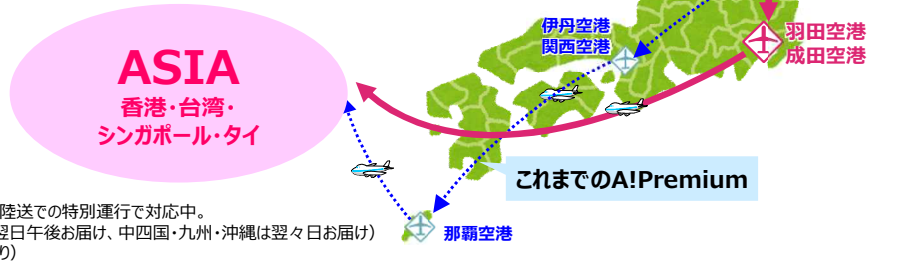 伊丹空港
関西空港
羽田空港
成田空港
ASIA
香港・台湾・
シンガポール・タイ
これまでのA!Premium
那覇空港
陸送での特別運行で対応中。
翌日午後お届け、中四国・九州・沖縄は翌々日お届け）
り）